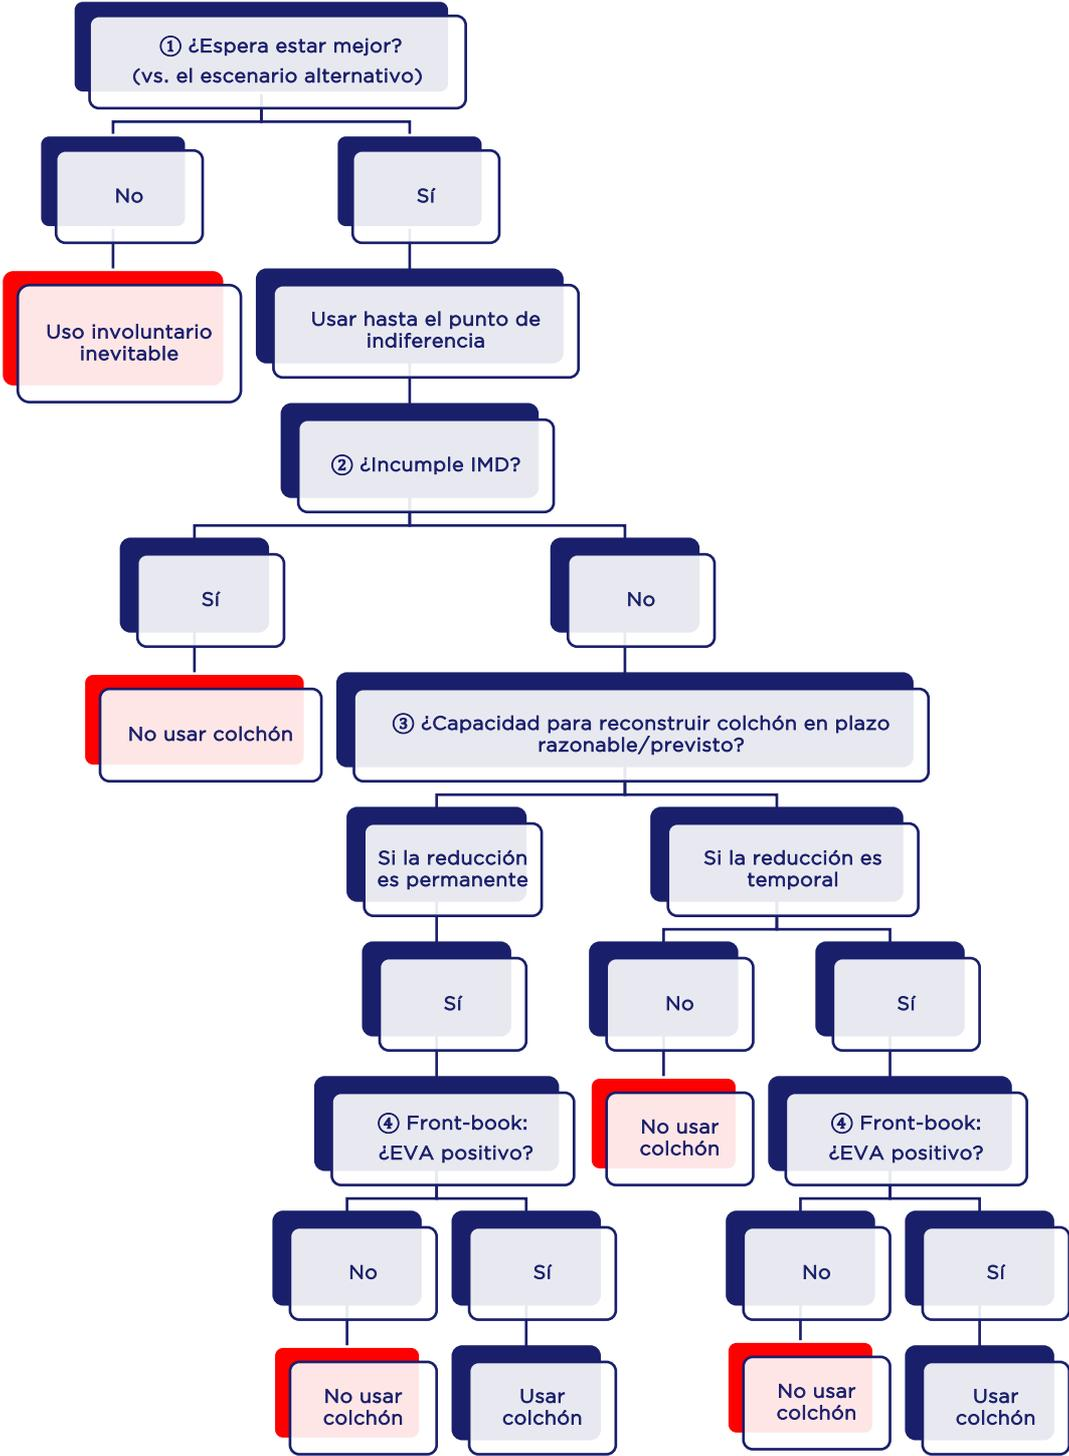 ① ¿Espera estar mejor?
(vs. el escenario alternativo)
No
Sí
Uso involuntario
inevitable
Usar hasta el punto de
indiferencia
② ¿Incumple IMD?
Sí
No
No usar colchón
③ ¿Capacidad para reconstruir colchón en plazo
razonable/previsto?
Si la reducción
es permanente
Si la reducción es
temporal
Sí
No
Sí
④ Front-book:
¿EVA positivo?
No usar
colchón
④ Front-book:
¿EVA positivo?
No
Sí
No
Sí
No usar
colchón
Usar
colchón
No usar
colchón
Usar
colchón